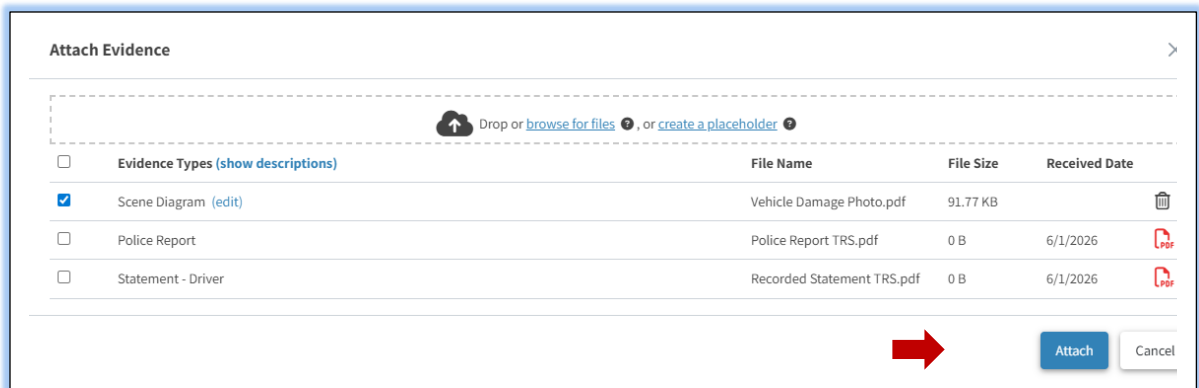 Attach Evidence
Drop or browse for files ? , or create a placeholder ?
Evidence Types (show descriptions) File Name File Size Received Date
Scene Diagram (edit) Vehicle Damage Photo.pdf 91.77 KB
Police Report Police Report TRS.pdf 0 B 6/1/2026 PDF
Statement - Driver Recorded Statement TRS.pdf 0 B 6/1/2026 PDF
Attach Cancel